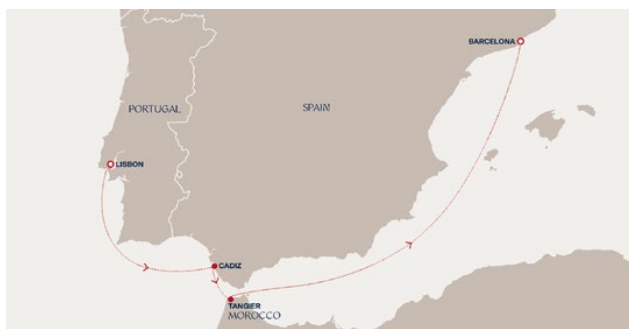 BARCELONA
PORTUGAL
SPAIN
LISBON
CADIZ
TANGIER
MOROCCO